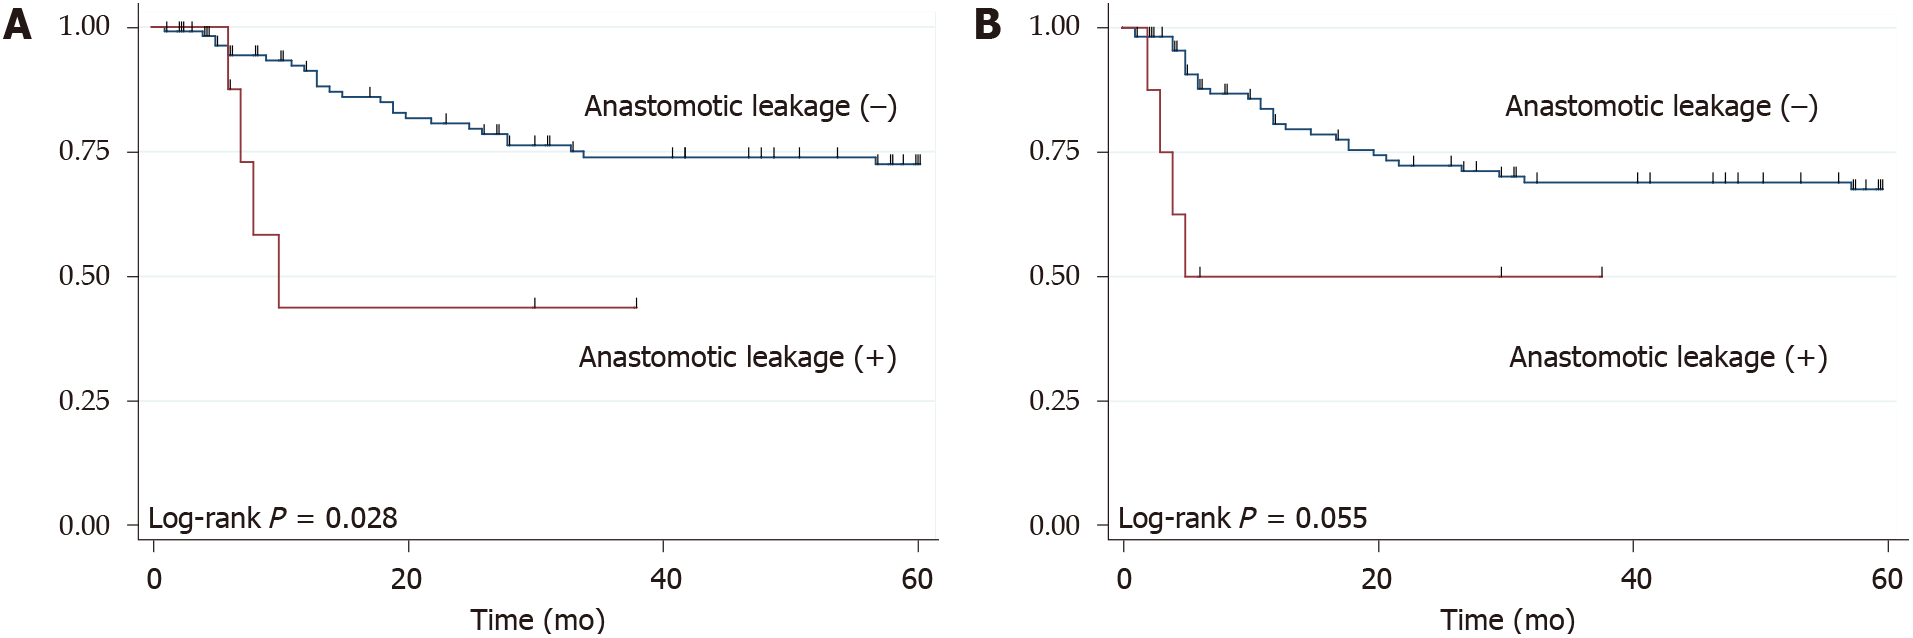 A
1.00
0.75
0.50
0.25
0.00
Anastomotic leakage (–)
Anastomotic leakage (+)
Log-rank P = 0.028
0 20 40 60
Time (mo)
B
1.00
0.75
0.50
0.25
0.00
Anastomotic leakage (–)
Anastomotic leakage (+)
Log-rank P = 0.055
0 20 40 60
Time (mo)